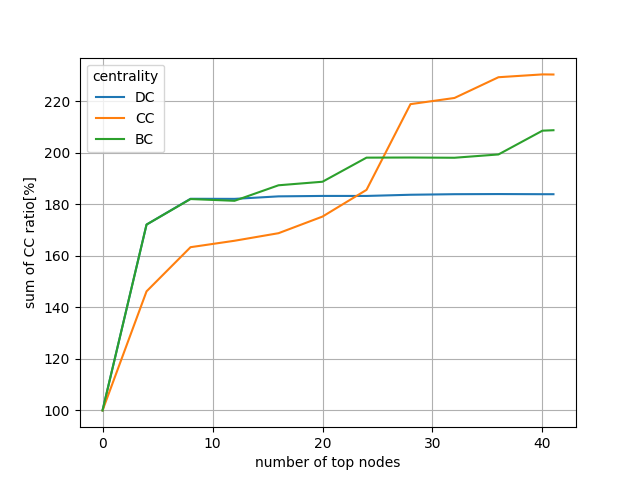 centrality
DC
CC
BC
220
200
180
160
140
120
100
sum of CC ratio[%]
0 10 20 30 40
number of top nodes